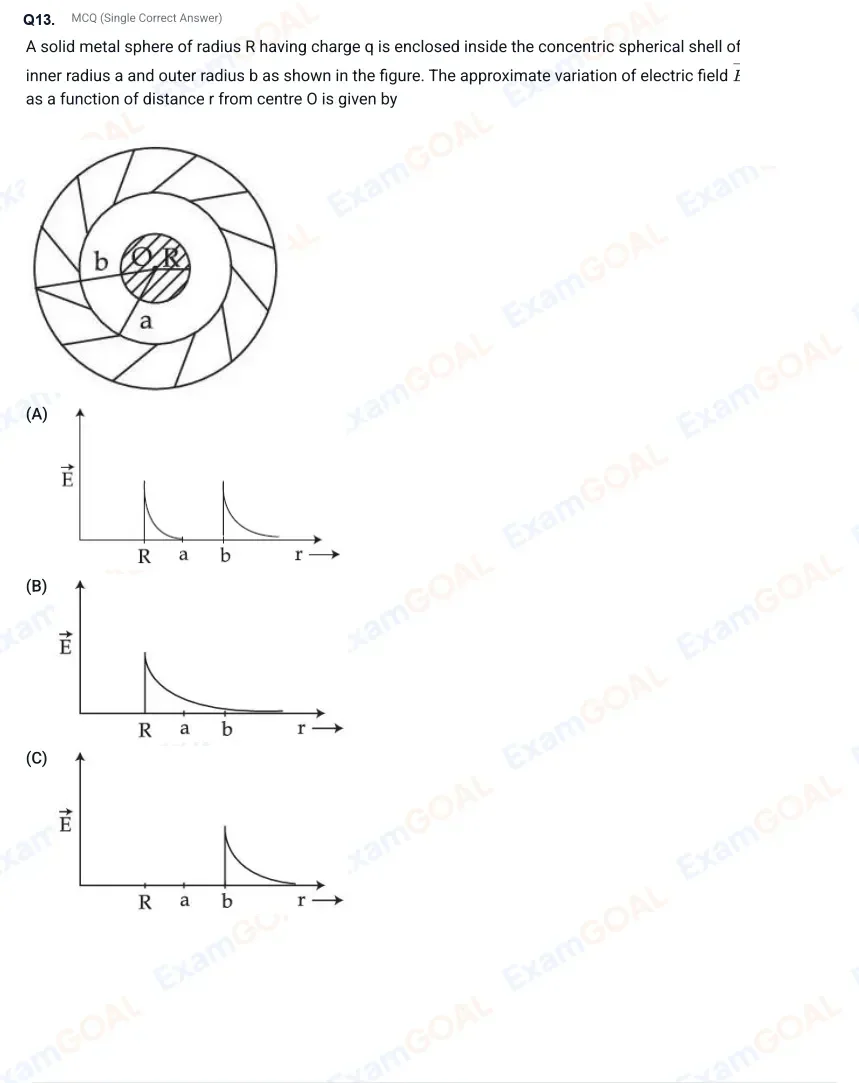 Q13. MCQ (Single Correct Answer)
A solid metal sphere of radius R having charge q is enclosed inside the concentric spherical shell of
inner radius a and outer radius b as shown in the figure. The approximate variation of electric field
as a function of distance r from centre O is given by
O R
b
a
(A)
E⃗
R a b r →
(B)
E⃗
R a b r →
(C)
E⃗
R a b r →
ExamGOAL